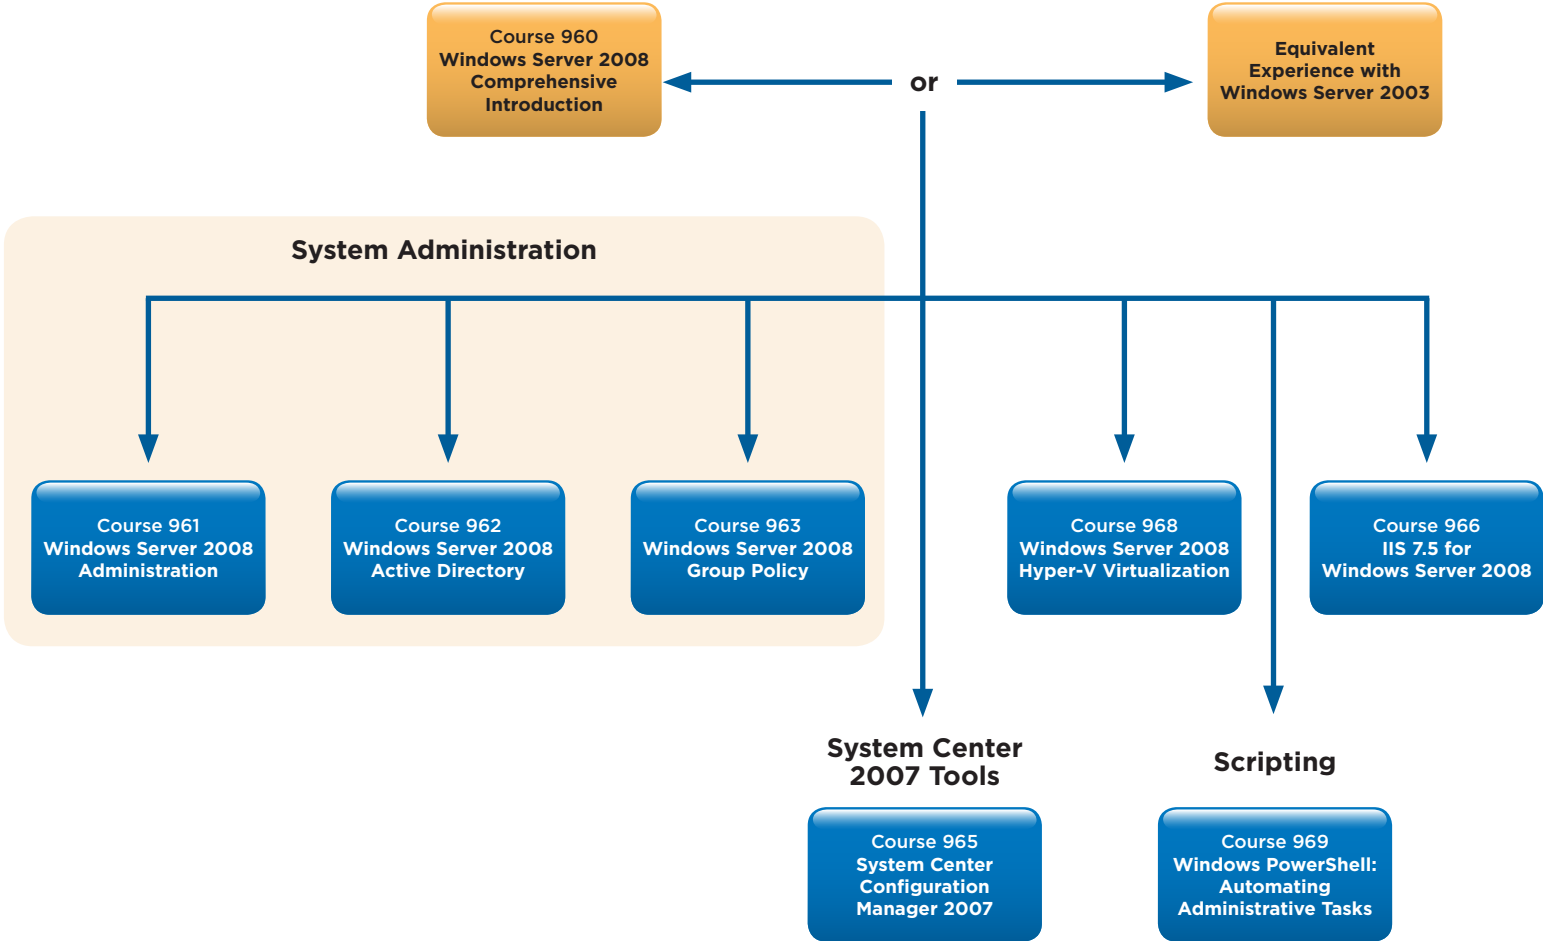 Course 960
Windows Server 2008
Comprehensive
Introduction
or
Equivalent
Experience with
Windows Server 2003
System Administration
Course 961
Windows Server 2008
Administration
Course 962
Windows Server 2008
Active Directory
Course 963
Windows Server 2008
Group Policy
Course 968
Windows Server 2008
Hyper-V Virtualization
Course 966
IIS 7.5 for
Windows Server 2008
System Center
2007 Tools
Course 965
System Center
Configuration
Manager 2007
Scripting
Course 969
Windows PowerShell:
Automating
Administrative Tasks